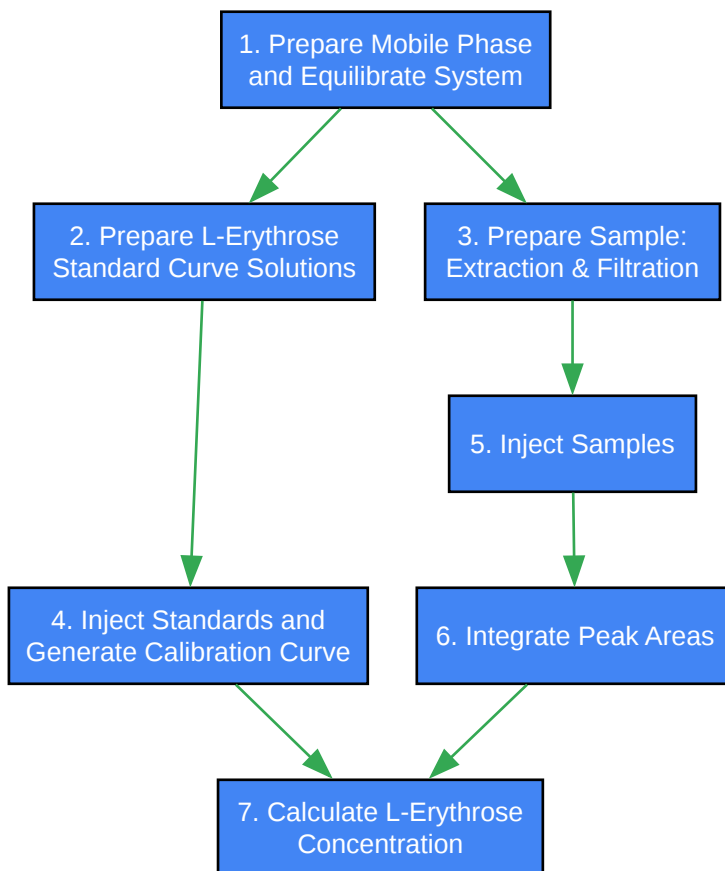 1. Prepare Mobile Phase
and Equilibrate System
2. Prepare L-Erythrose
Standard Curve Solutions
3. Prepare Sample:
Extraction & Filtration
5. Inject Samples
4. Inject Standards and
Generate Calibration Curve
6. Integrate Peak Areas
7. Calculate L-Erythrose
Concentration